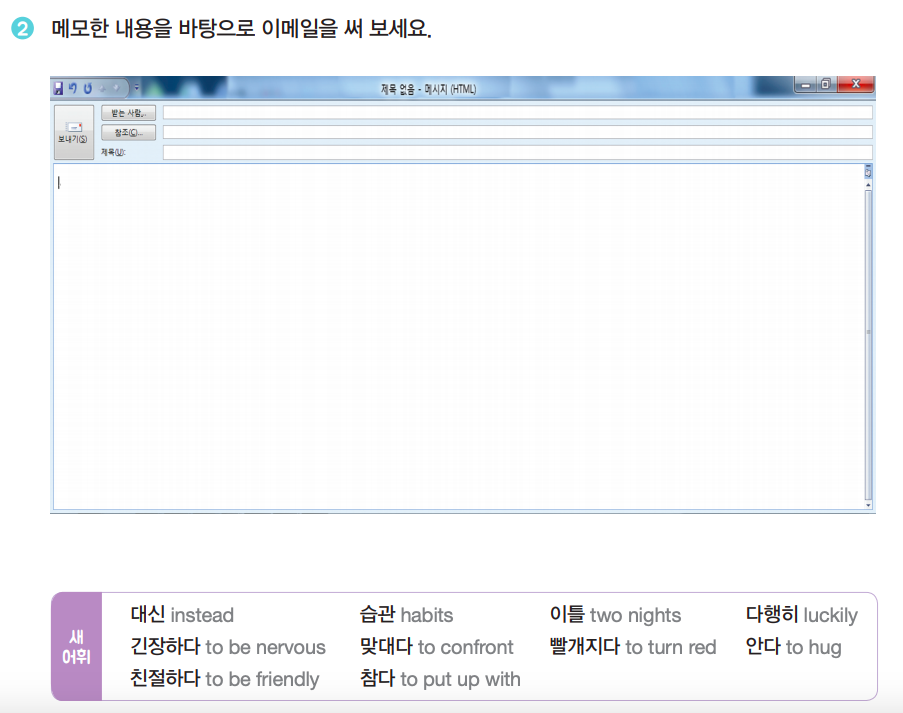 2 메모한 내용을 바탕으로 이메일을 써 보세요.
제목 없음 - 메시지 (HTML)
보내기(S)
받는 사람...
참조(C)...
제목(U):
새 어휘
대신 instead 습관 habits 이틀 two nights 다행히 luckily
긴장하다 to be nervous 맞대다 to confront 빨개지다 to turn red 안다 to hug
친절하다 to be friendly 참다 to put up with